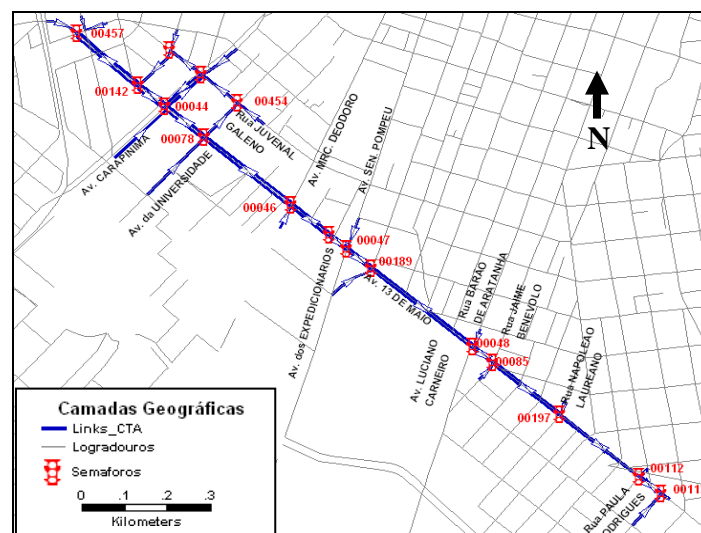 00457
00142
00044
00454
00078
Rua JUVENAL
GALENO
Av. CARAPINIMA
Av. da UNIVERSIDADE
Av. MRC. DEODORO
Av. SEN. POMPEU
N
00046
00047
00189
Av. dos EXPEDICIONARIOS
Av. 13 DE MAIO
Rua BARAO
DE ARATANHA
Rua JAIME
BENEVOLO
00048
00085
Av. LUCIANO
CARNEIRO
Rua NAPOLEAO
LAUREANO
00197
00112
0011
Rua PAULA
RODRIGUES
Camadas Geográficas
Links_CTA
Logradouros
Semaforos
0 .1 .2 .3
Kilometers